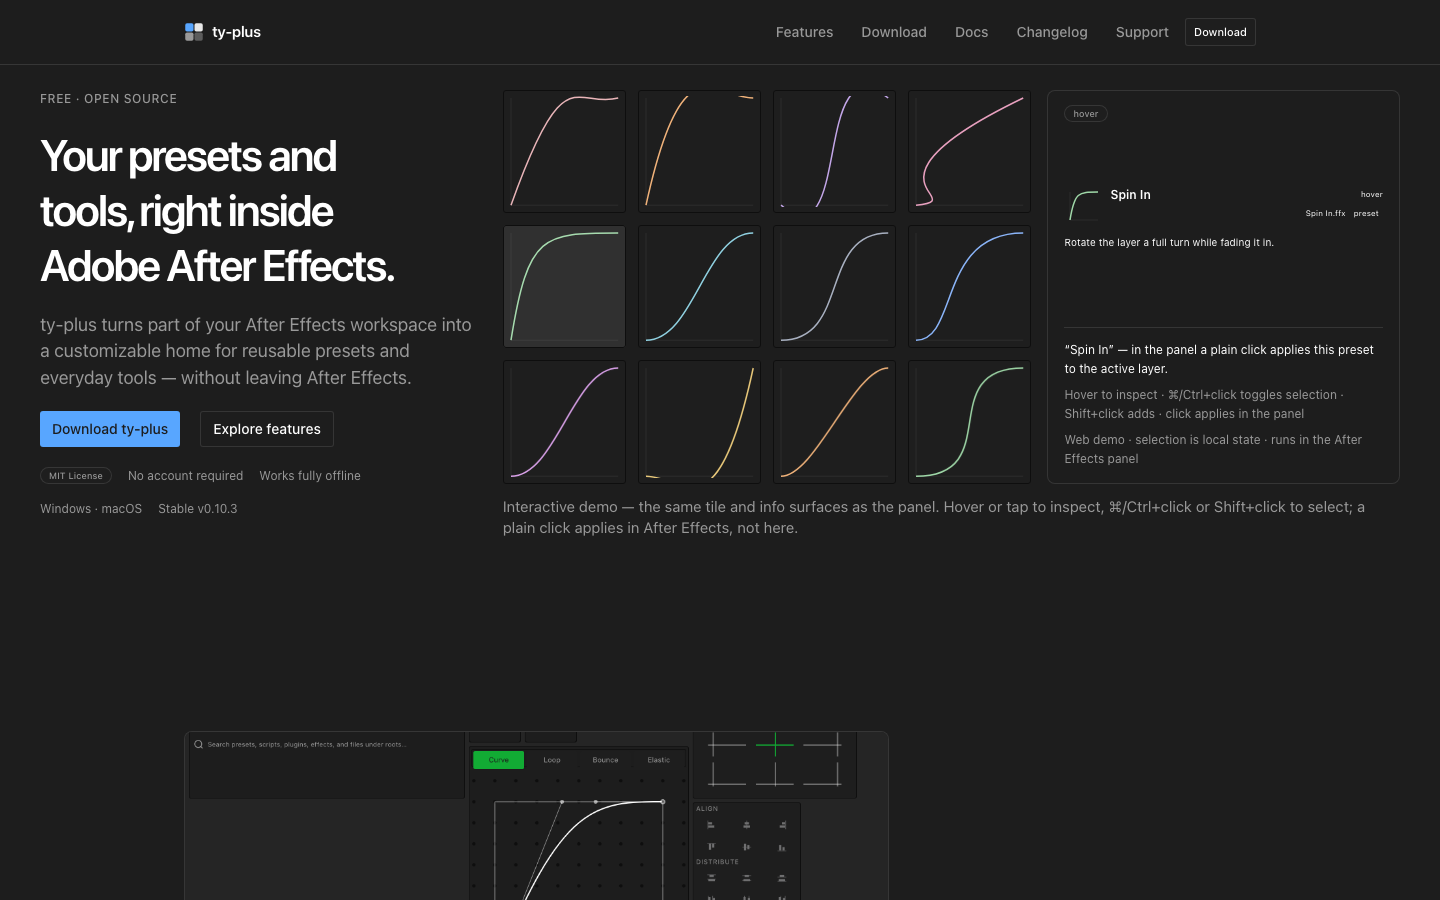 ty-plus
Features
Download
Docs
Changelog
Support
Download
FREE · OPEN SOURCE
Your presets and
tools, right inside
Adobe After Effects.
ty-plus turns part of your After Effects workspace into
a customizable home for reusable presets and
everyday tools — without leaving After Effects.
Download ty-plus
Explore features
MIT License
No account required
Works fully offline
Windows · macOS
Stable v0.10.3
hover
Spin In
hover
Spin In.ffx preset
Rotate the layer a full turn while fading it in.
“Spin In” — in the panel a plain click applies this preset
to the active layer.
Hover to inspect · ⌘/Ctrl+click toggles selection ·
Shift+click adds · click applies in the panel
Web demo · selection is local state · runs in the After
Effects panel
Interactive demo — the same tile and info surfaces as the panel. Hover or tap to inspect, ⌘/Ctrl+click or Shift+click to select; a
plain click applies in After Effects, not here.
Search presets, scripts, plugins, effects, and files under roots...
Curve
Loop
Bounce
Elastic
ALIGN
DISTRIBUTE